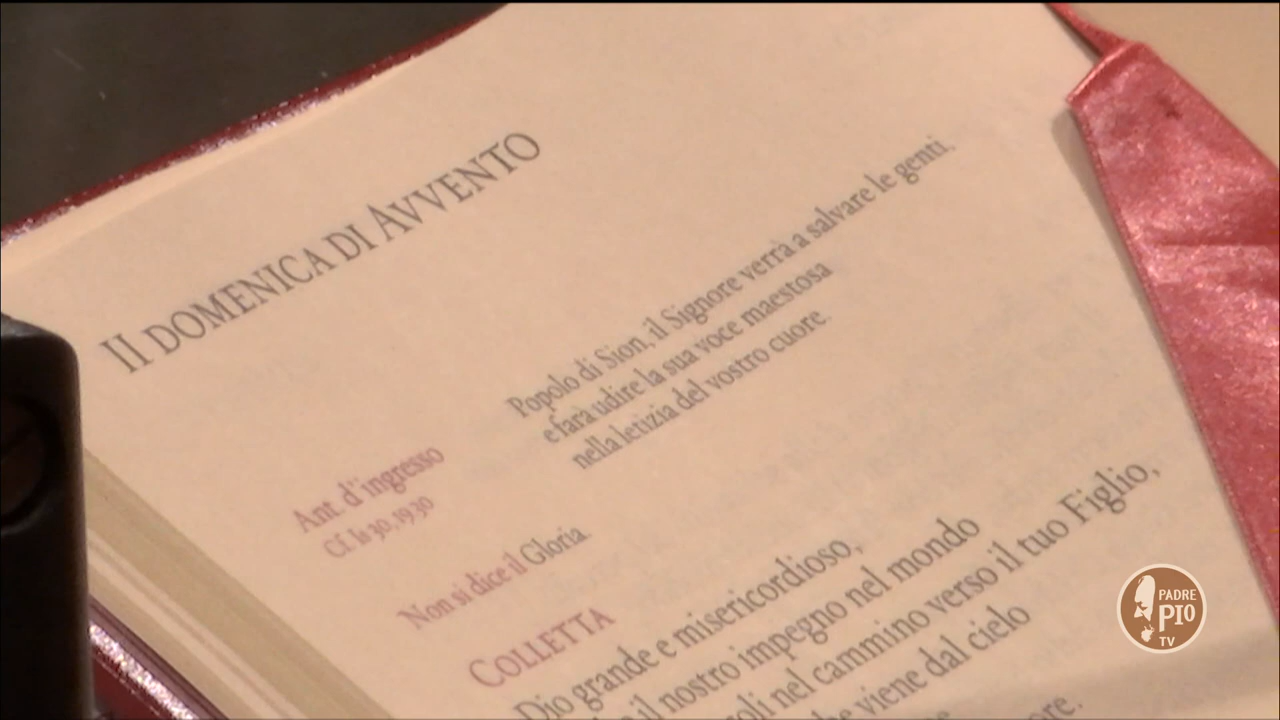 II DOMENICA DI AVVENTO
Ant. d'ingresso
Cf. Is 30, 19.30
Popolo di Sion, il Signore verrà a salvare le genti,
e farà udire la sua voce maestosa
nella letizia del vostro cuore.
Non si dice il Gloria.
COLLETTA
Dio grande e misericordioso,
il nostro impegno nel mondo
nel cammino verso il tuo Figlio,
viene dal cielo
PADRE
PIO
TV